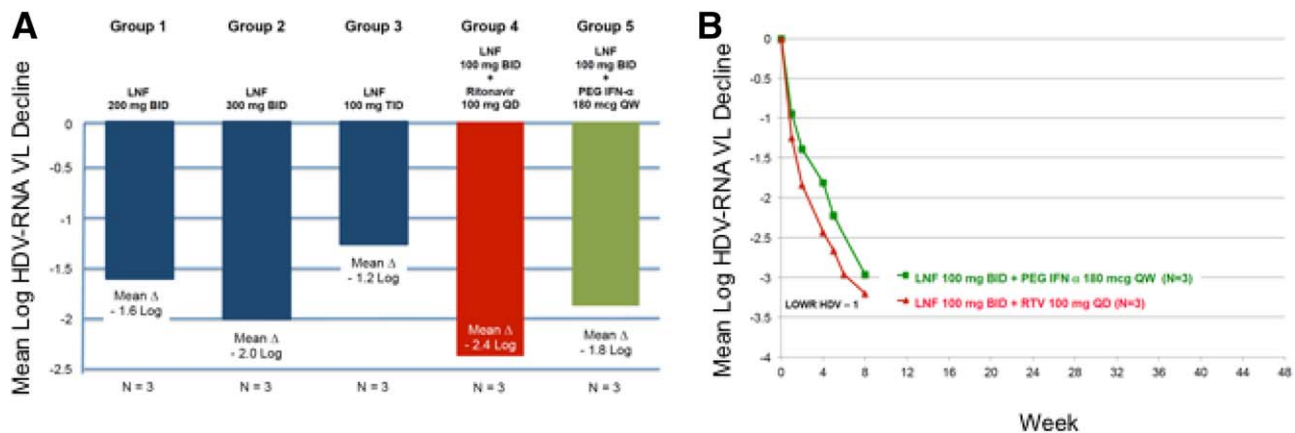 A
Group 1 Group 2 Group 3 Group 4 Group 5
LNF
200 mg BID
LNF
300 mg BID
LNF
100 mg TID
LNF
100 mg BID
+
Ritonavir
100 mg QD
LNF
100 mg BID
+
PEG IFN-α
180 mcg QW
Mean Log HDV-RNA VL Decline
0
-0.5
-1
-1.5
-2
-2.5
Mean Δ
- 1.6 Log
Mean Δ
- 2.0 Log
Mean Δ
- 1.2 Log
Mean Δ
- 2.4 Log
Mean Δ
- 1.8 Log
N = 3 N = 3 N = 3 N = 3 N = 3
B
Mean Log HDV-RNA VL Decline
0
-0.5
-1
-1.5
-2
-2.5
-3
-3.5
-4
LNF 100 mg BID + PEG IFN α 180 mcg QW (N=3)
LNF 100 mg BID + RTV 100 mg QD (N=3)
LOWR HDV – 1
0 4 8 12 16 20 24 28 32 36 40 44 48
Week